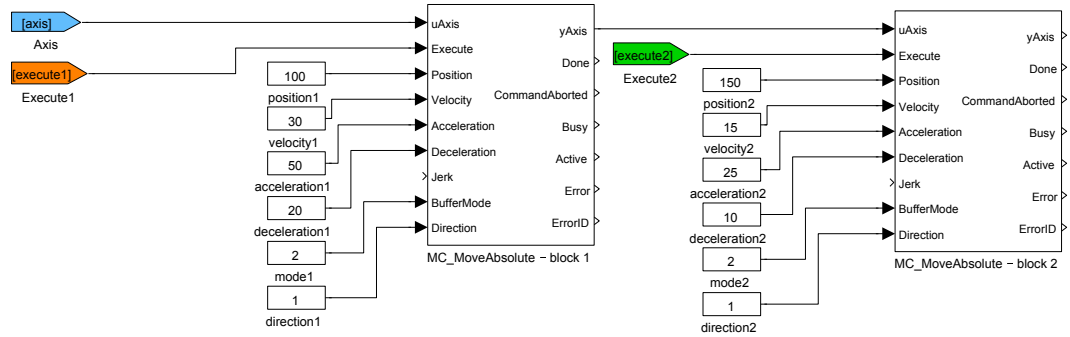 [axis]
Axis
[execute1]
Execute1
100
position1
30
velocity1
50
acceleration1
20
deceleration1
2
mode1
1
direction1
uAxis
Execute
Position
Velocity
Acceleration
Deceleration
Jerk
BufferMode
Direction
yAxis
Done
CommandAborted
Busy
Active
Error
ErrorID
MC_MoveAbsolute − block 1
[execute2]
Execute2
150
position2
15
velocity2
25
acceleration2
10
deceleration2
2
mode2
1
direction2
uAxis
Execute
Position
Velocity
Acceleration
Deceleration
Jerk
BufferMode
Direction
yAxis
Done
CommandAborted
Busy
Active
Error
ErrorID
MC_MoveAbsolute − block 2